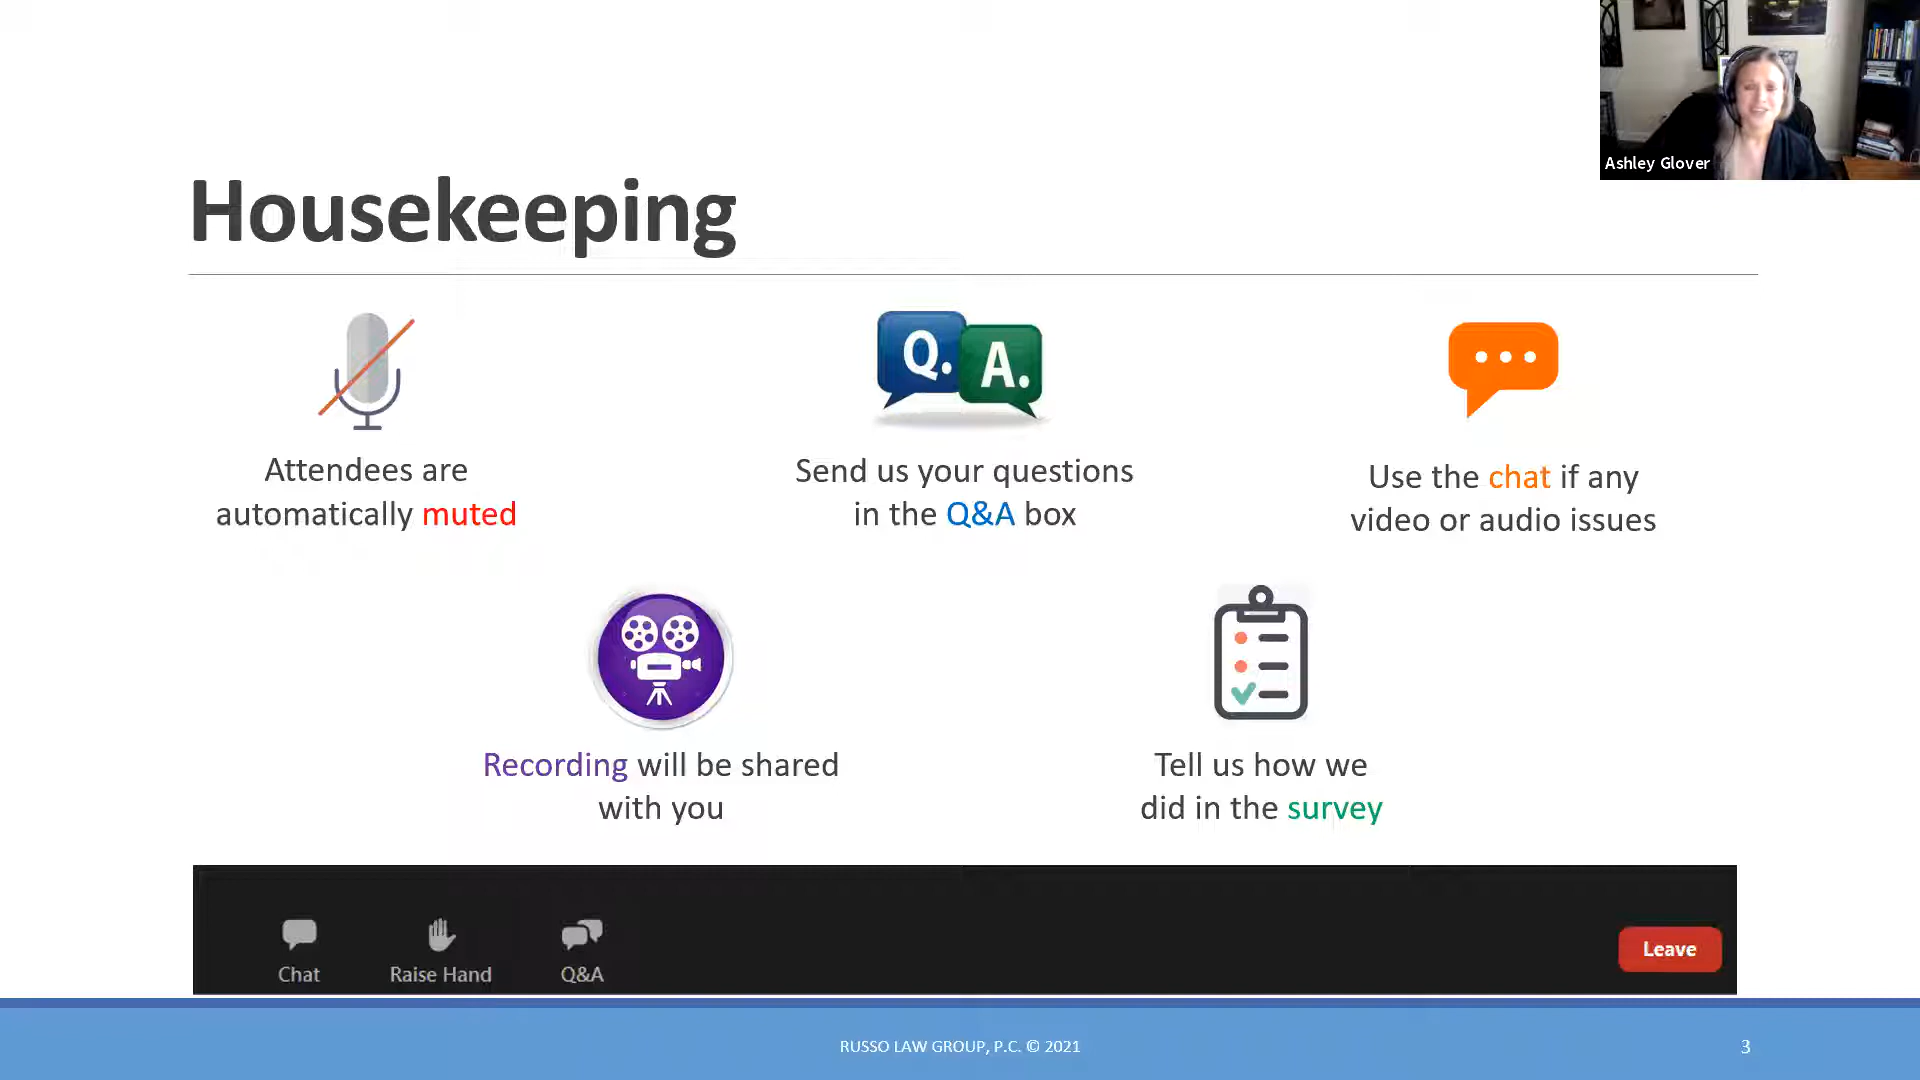 Ashley Glover
Housekeeping
Q. A.
Attendees are
automatically muted
Send us your questions
in the Q&A box
Use the chat if any
video or audio issues
Recording will be shared
with you
Tell us how we
did in the survey
Chat
Raise Hand
Q&A
Leave
RUSSO LAW GROUP, P.C. © 2021
3